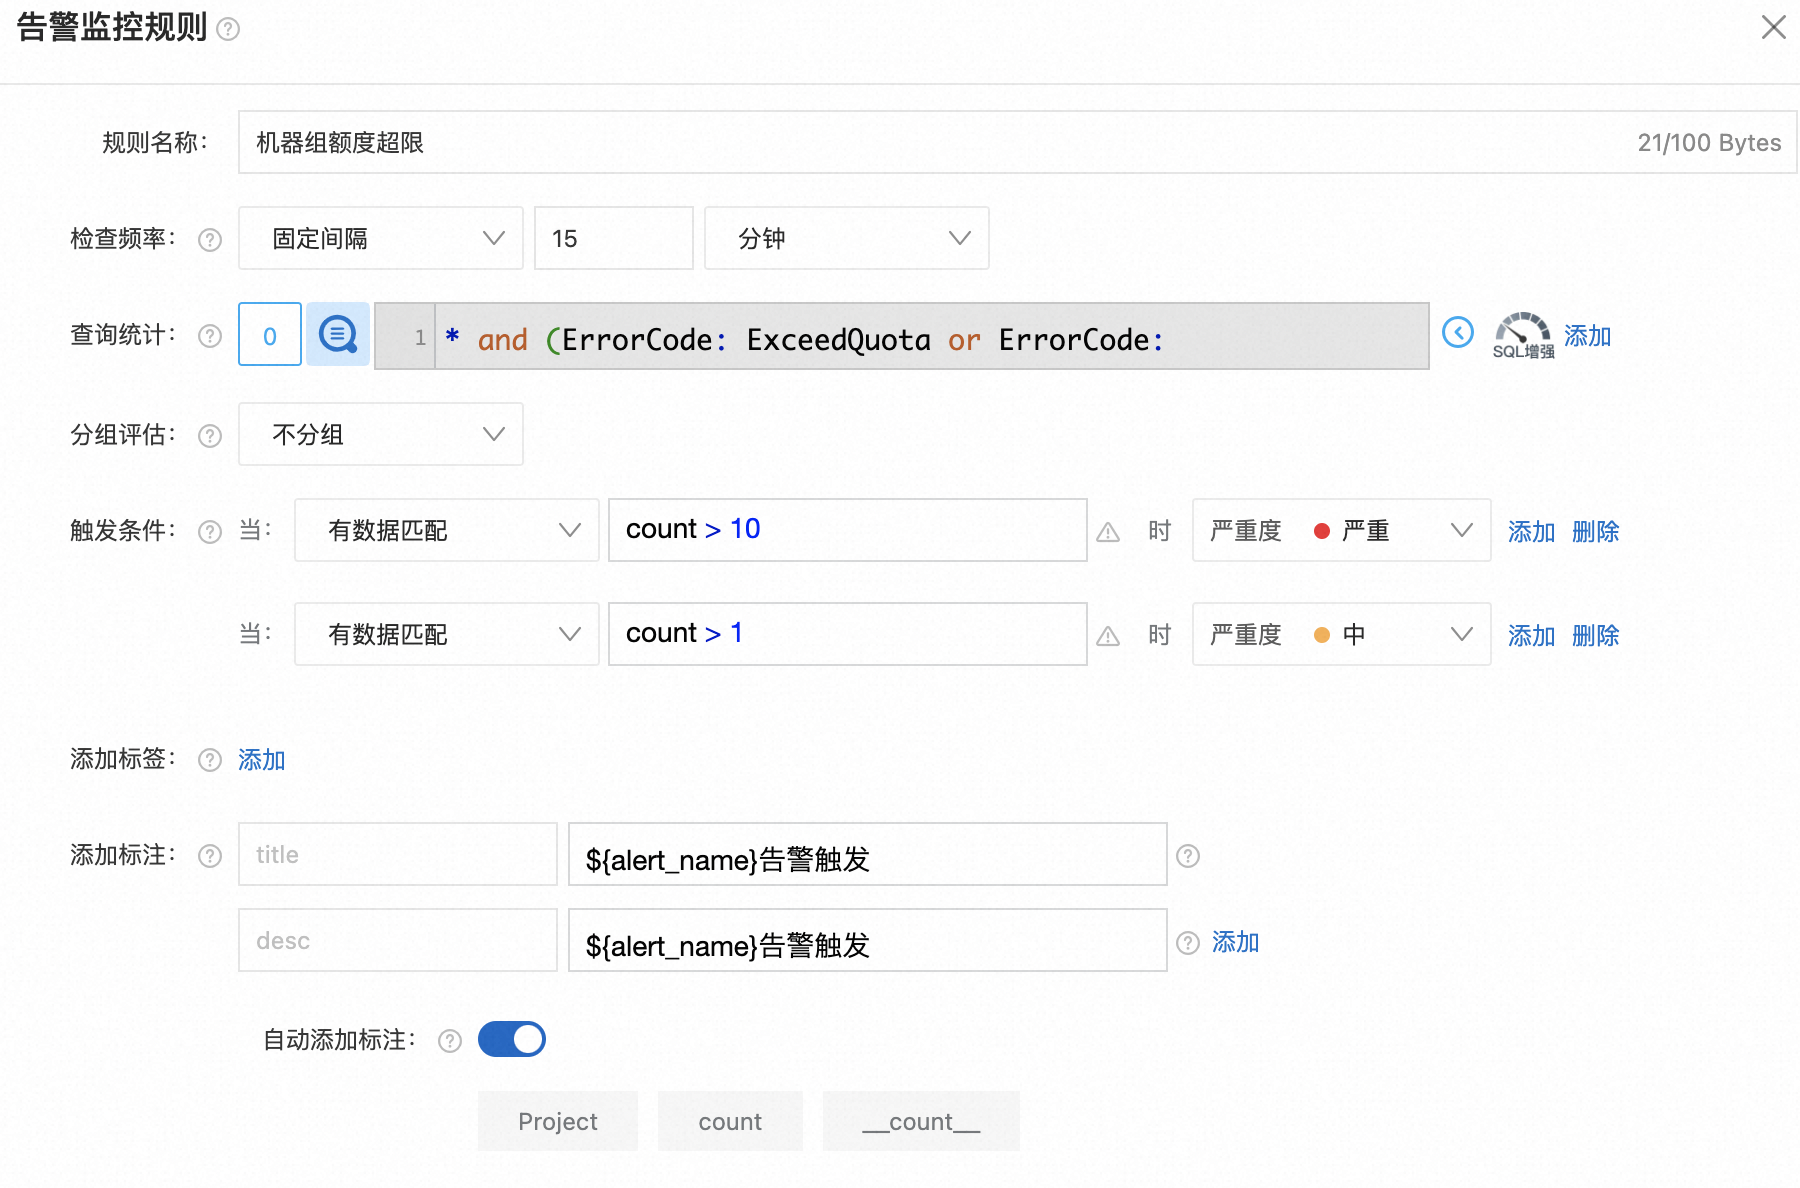 告警监控规则
规则名称： 机器组额度超限 21/100 Bytes
检查频率： 固定间隔 15 分钟
查询统计： 0 1 * and (ErrorCode: ExceedQuota or ErrorCode: SQL增强 添加
分组评估： 不分组
触发条件： 当： 有数据匹配 count > 10 时 严重度 严重 添加 删除
当： 有数据匹配 count > 1 时 严重度 中 添加 删除
添加标签： 添加
添加标注： title ${alert_name}告警触发
desc ${alert_name}告警触发 添加
自动添加标注：
Project count __count__